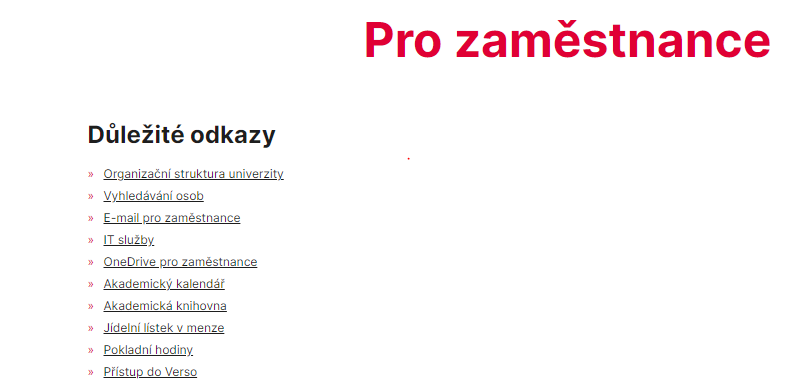 Pro zaměstnance
Důležité odkazy
» Organizační struktura univerzity
» Vyhledávání osob
» E-mail pro zaměstnance
» IT služby
» OneDrive pro zaměstnance
» Akademický kalendář
» Akademická knihovna
» Jídelní lístek v menze
» Pokladní hodiny
» Přístup do Verso